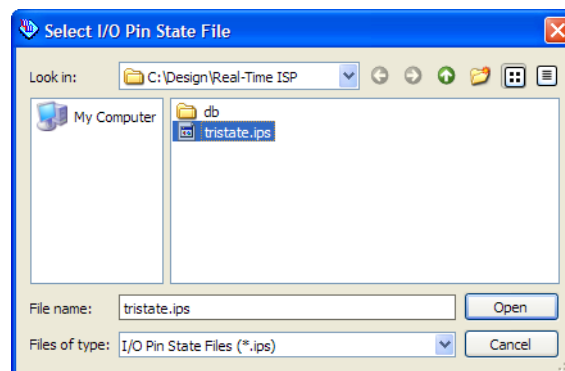 Select I/O Pin State File
Look in: C:\Design\Real-Time ISP
My Computer
db
tristate.ips
File name: tristate.ips Open
Files of type: I/O Pin State Files (*.ips) Cancel